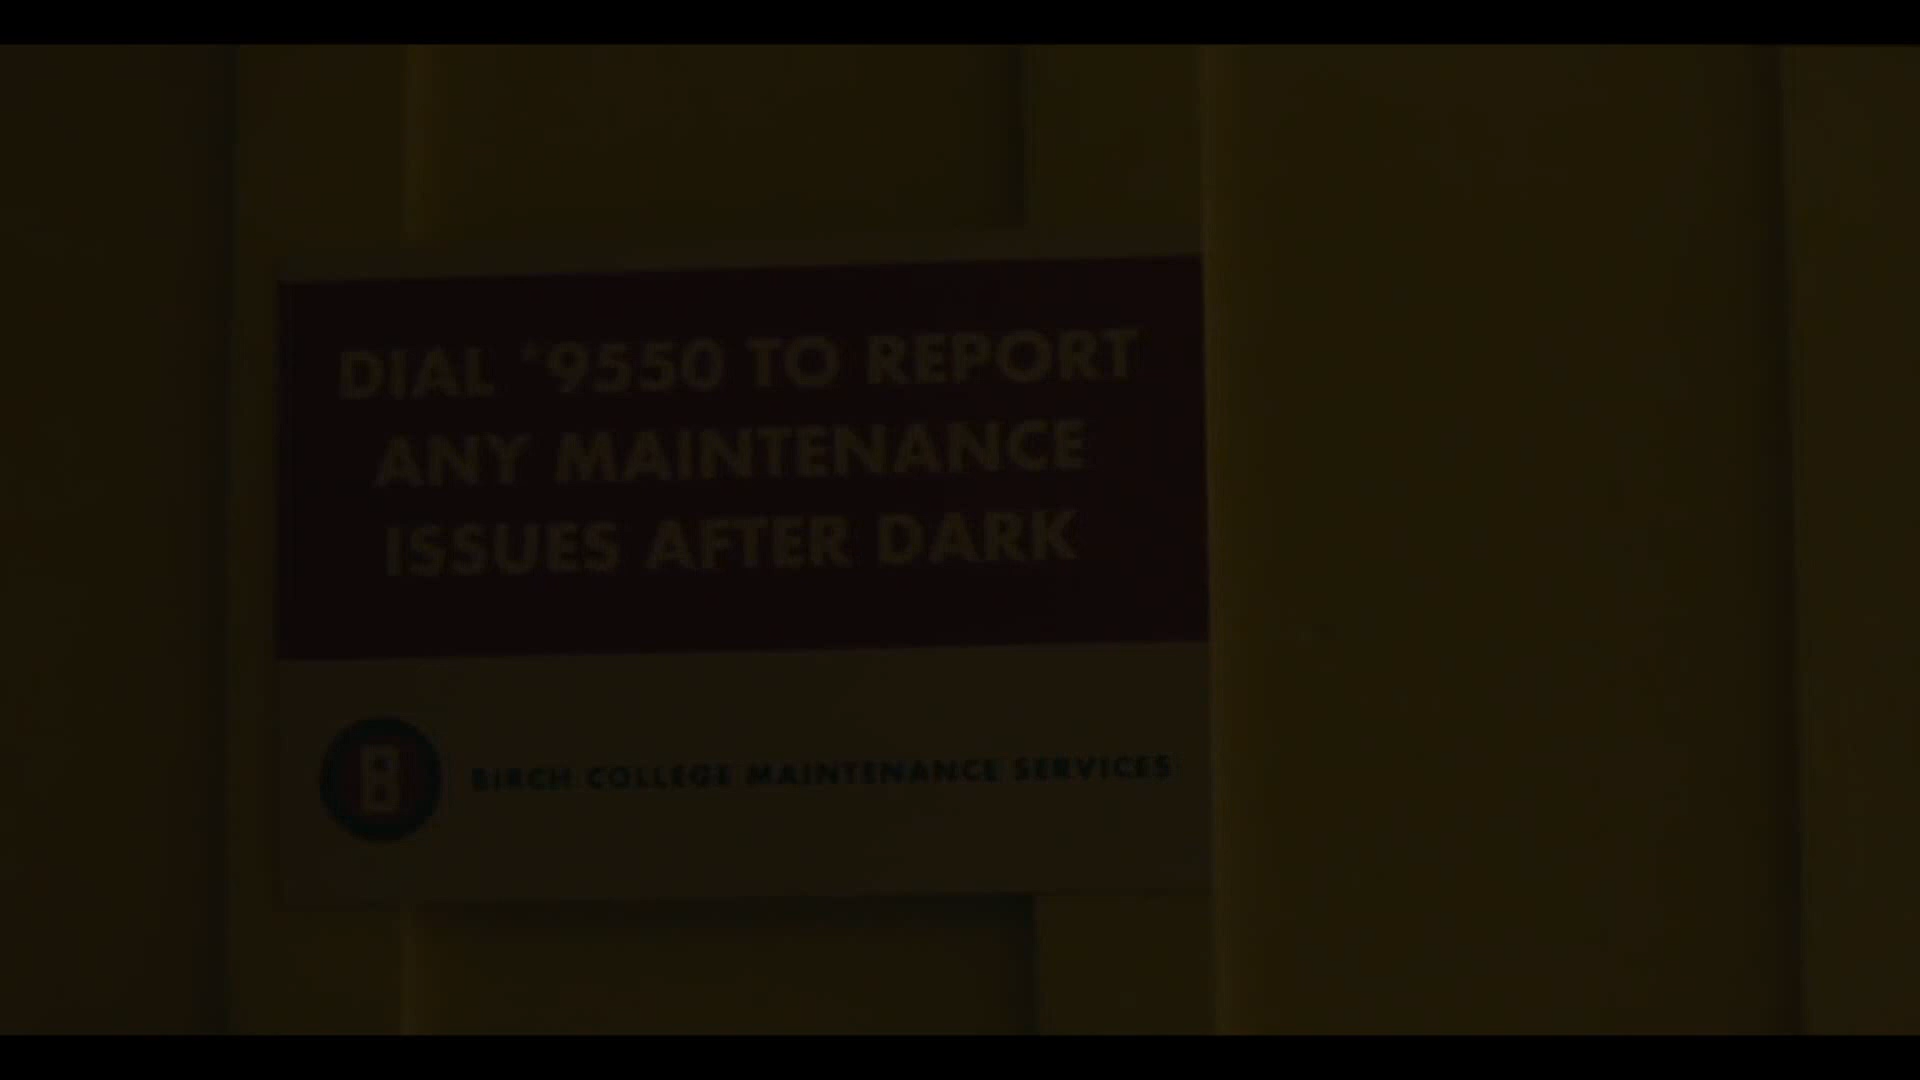 DIAL *9550 TO REPORT
ANY MAINTENANCE
ISSUES AFTER DARK
B
BIRCH COLLEGE MAINTENANCE SERVICES